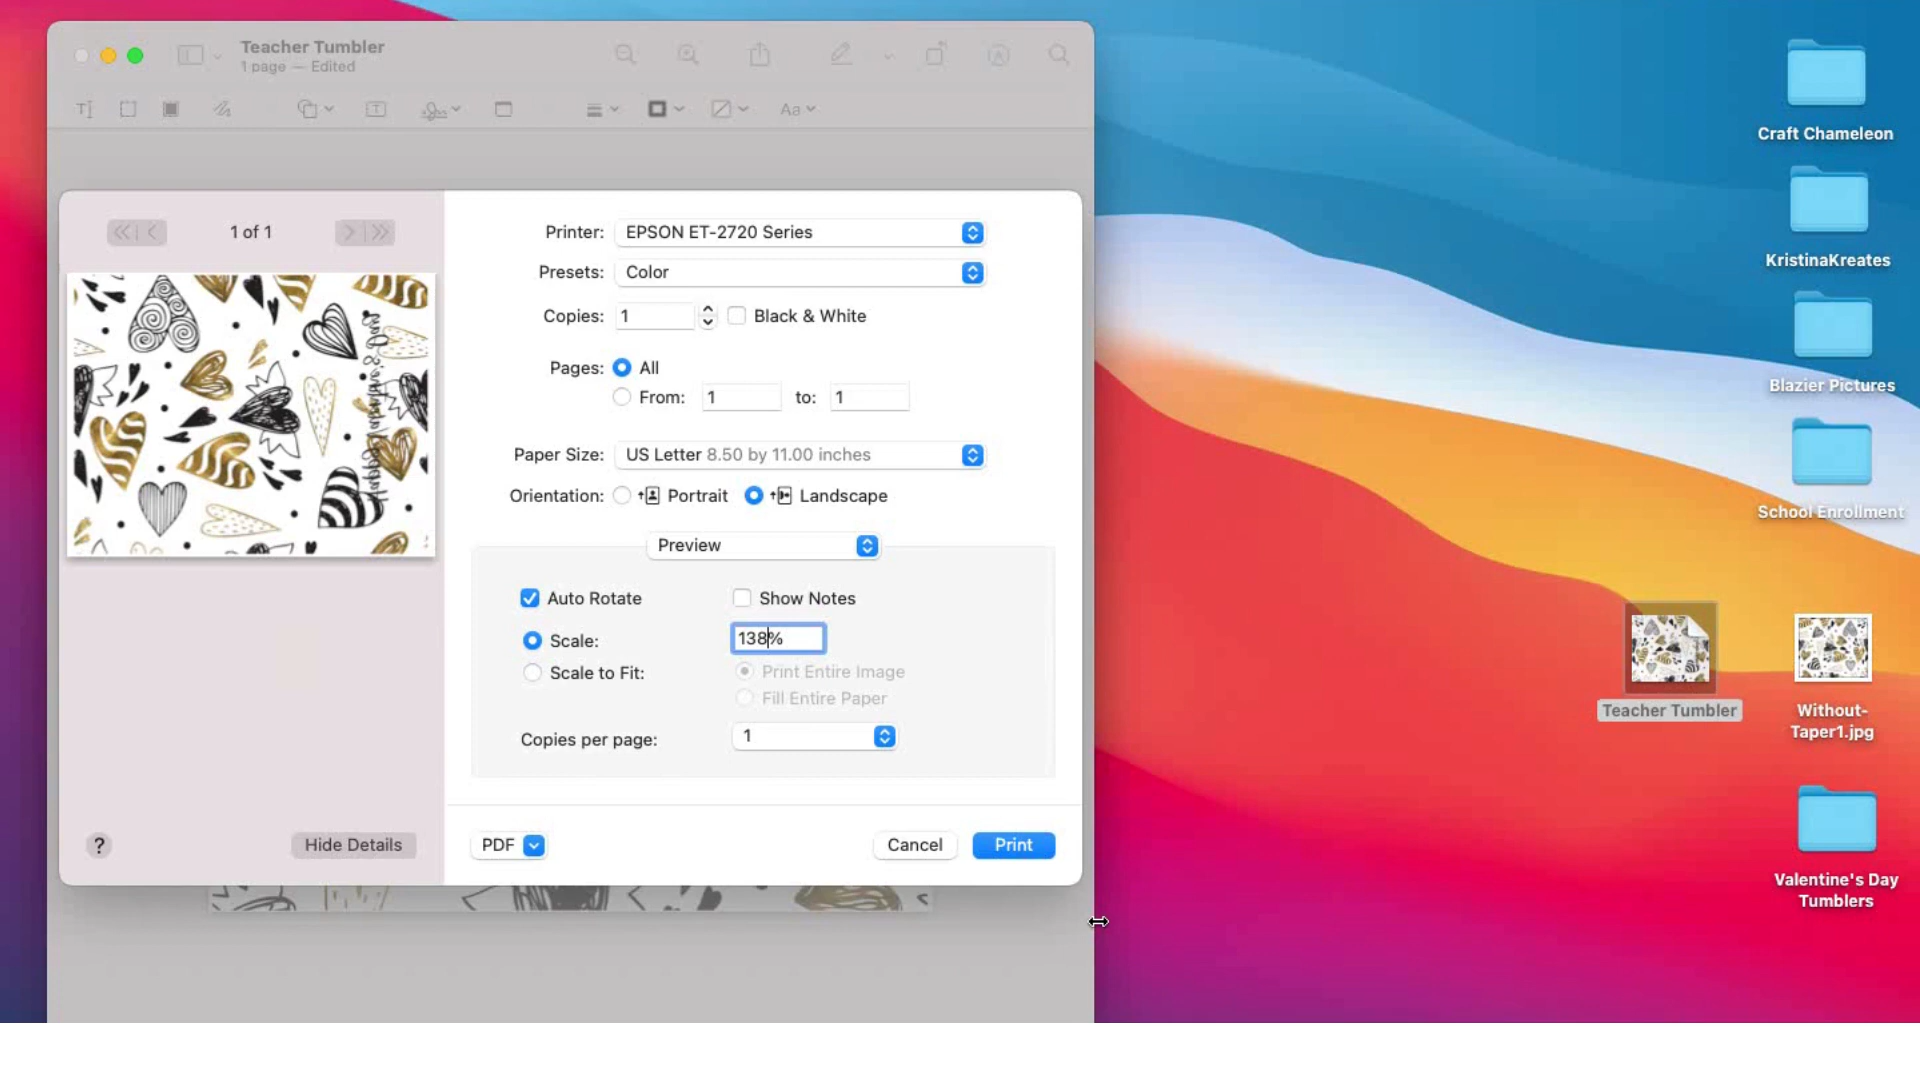 Teacher Tumbler
1 page — Edited
Aa
1 of 1
Printer: EPSON ET-2720 Series
Presets: Color
Copies: 1 Black & White
Pages: All
From: 1 to: 1
Paper Size: US Letter 8.50 by 11.00 inches
Orientation: Portrait Landscape
Preview
Auto Rotate Show Notes
Scale: 138%
Scale to Fit: Print Entire Image
Fill Entire Paper
Copies per page: 1
? Hide Details PDF Cancel Print
Craft Chameleon
KristinaKreates
Blazier Pictures
School Enrollment
Teacher Tumbler
Without-
Taper1.jpg
Valentine's Day
Tumblers